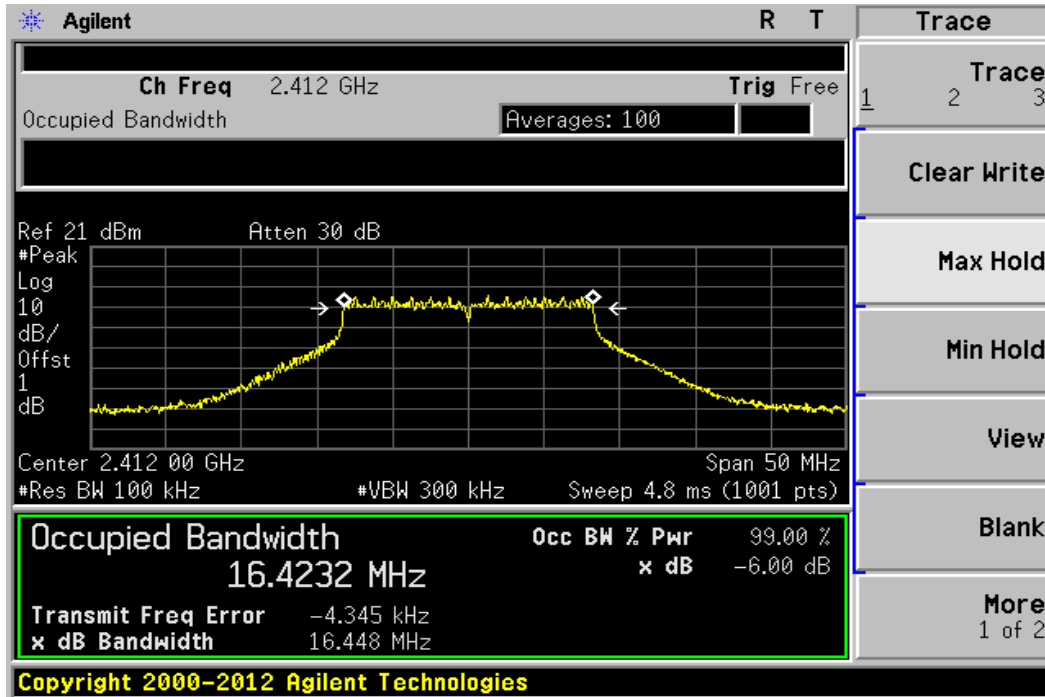 Agilent R T Trace
Ch Freq 2.412 GHz Trig Free
Occupied Bandwidth Averages: 100
Trace
1 2 3
Clear Write
Max Hold
Min Hold
View
Blank
More
1 of 2
Ref 21 dBm Atten 30 dB
#Peak
Log
10
dB/
Offst
1
dB
Center 2.412 00 GHz Span 50 MHz
#Res BW 100 kHz #VBW 300 kHz Sweep 4.8 ms (1001 pts)
Occupied Bandwidth Occ BW % Pwr 99.00 %
16.4232 MHz x dB -6.00 dB
Transmit Freq Error -4.345 kHz
x dB Bandwidth 16.448 MHz
Copyright 2000-2012 Agilent Technologies